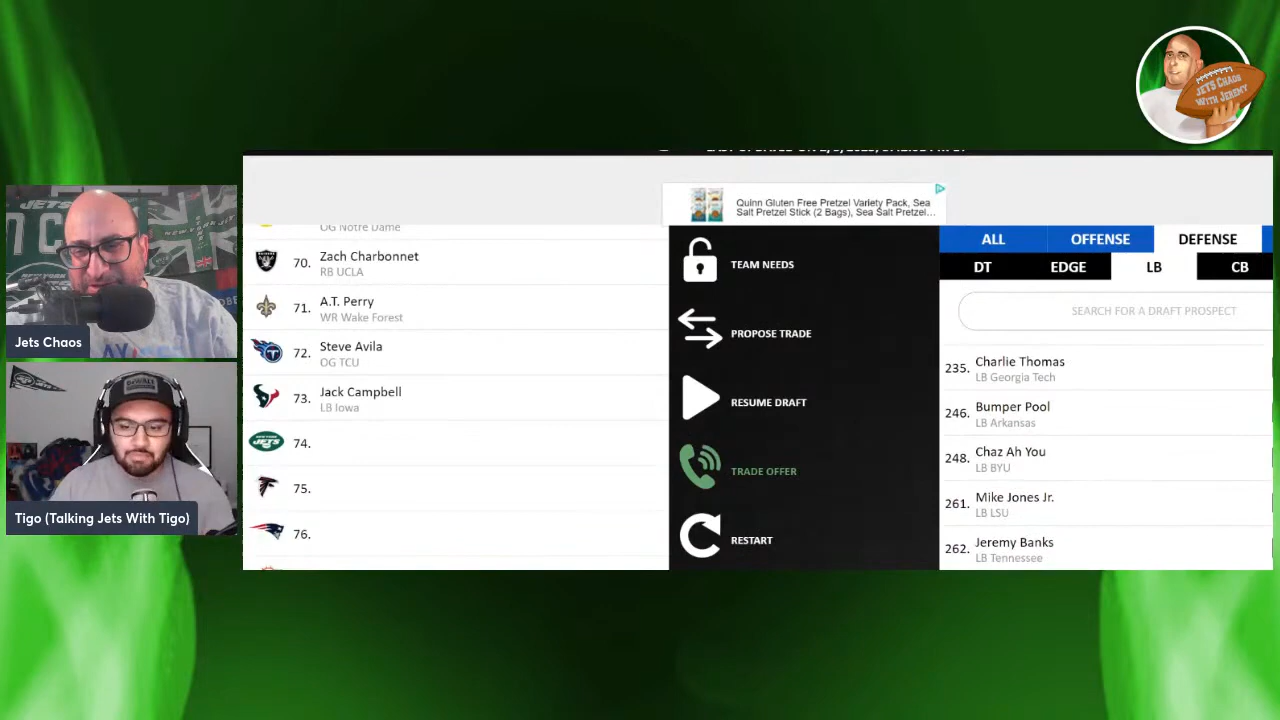 JETS CHAOS
WITH JEREMY
Quinn Gluten Free Pretzel Variety Pack, Sea
Salt Pretzel Stick (2 Bags), Sea Salt Pretzel...
OG Notre Dame
70. Zach Charbonnet
RB UCLA
71. A.T. Perry
WR Wake Forest
72. Steve Avila
OG TCU
73. Jack Campbell
LB Iowa
74.
75.
76.
TEAM NEEDS
PROPOSE TRADE
RESUME DRAFT
TRADE OFFER
RESTART
ALL OFFENSE DEFENSE
DT EDGE LB CB
SEARCH FOR A DRAFT PROSPECT
235. Charlie Thomas
LB Georgia Tech
246. Bumper Pool
LB Arkansas
248. Chaz Ah You
LB BYU
261. Mike Jones Jr.
LB LSU
262. Jeremy Banks
LB Tennessee
Jets Chaos
Tigo (Talking Jets With Tigo)